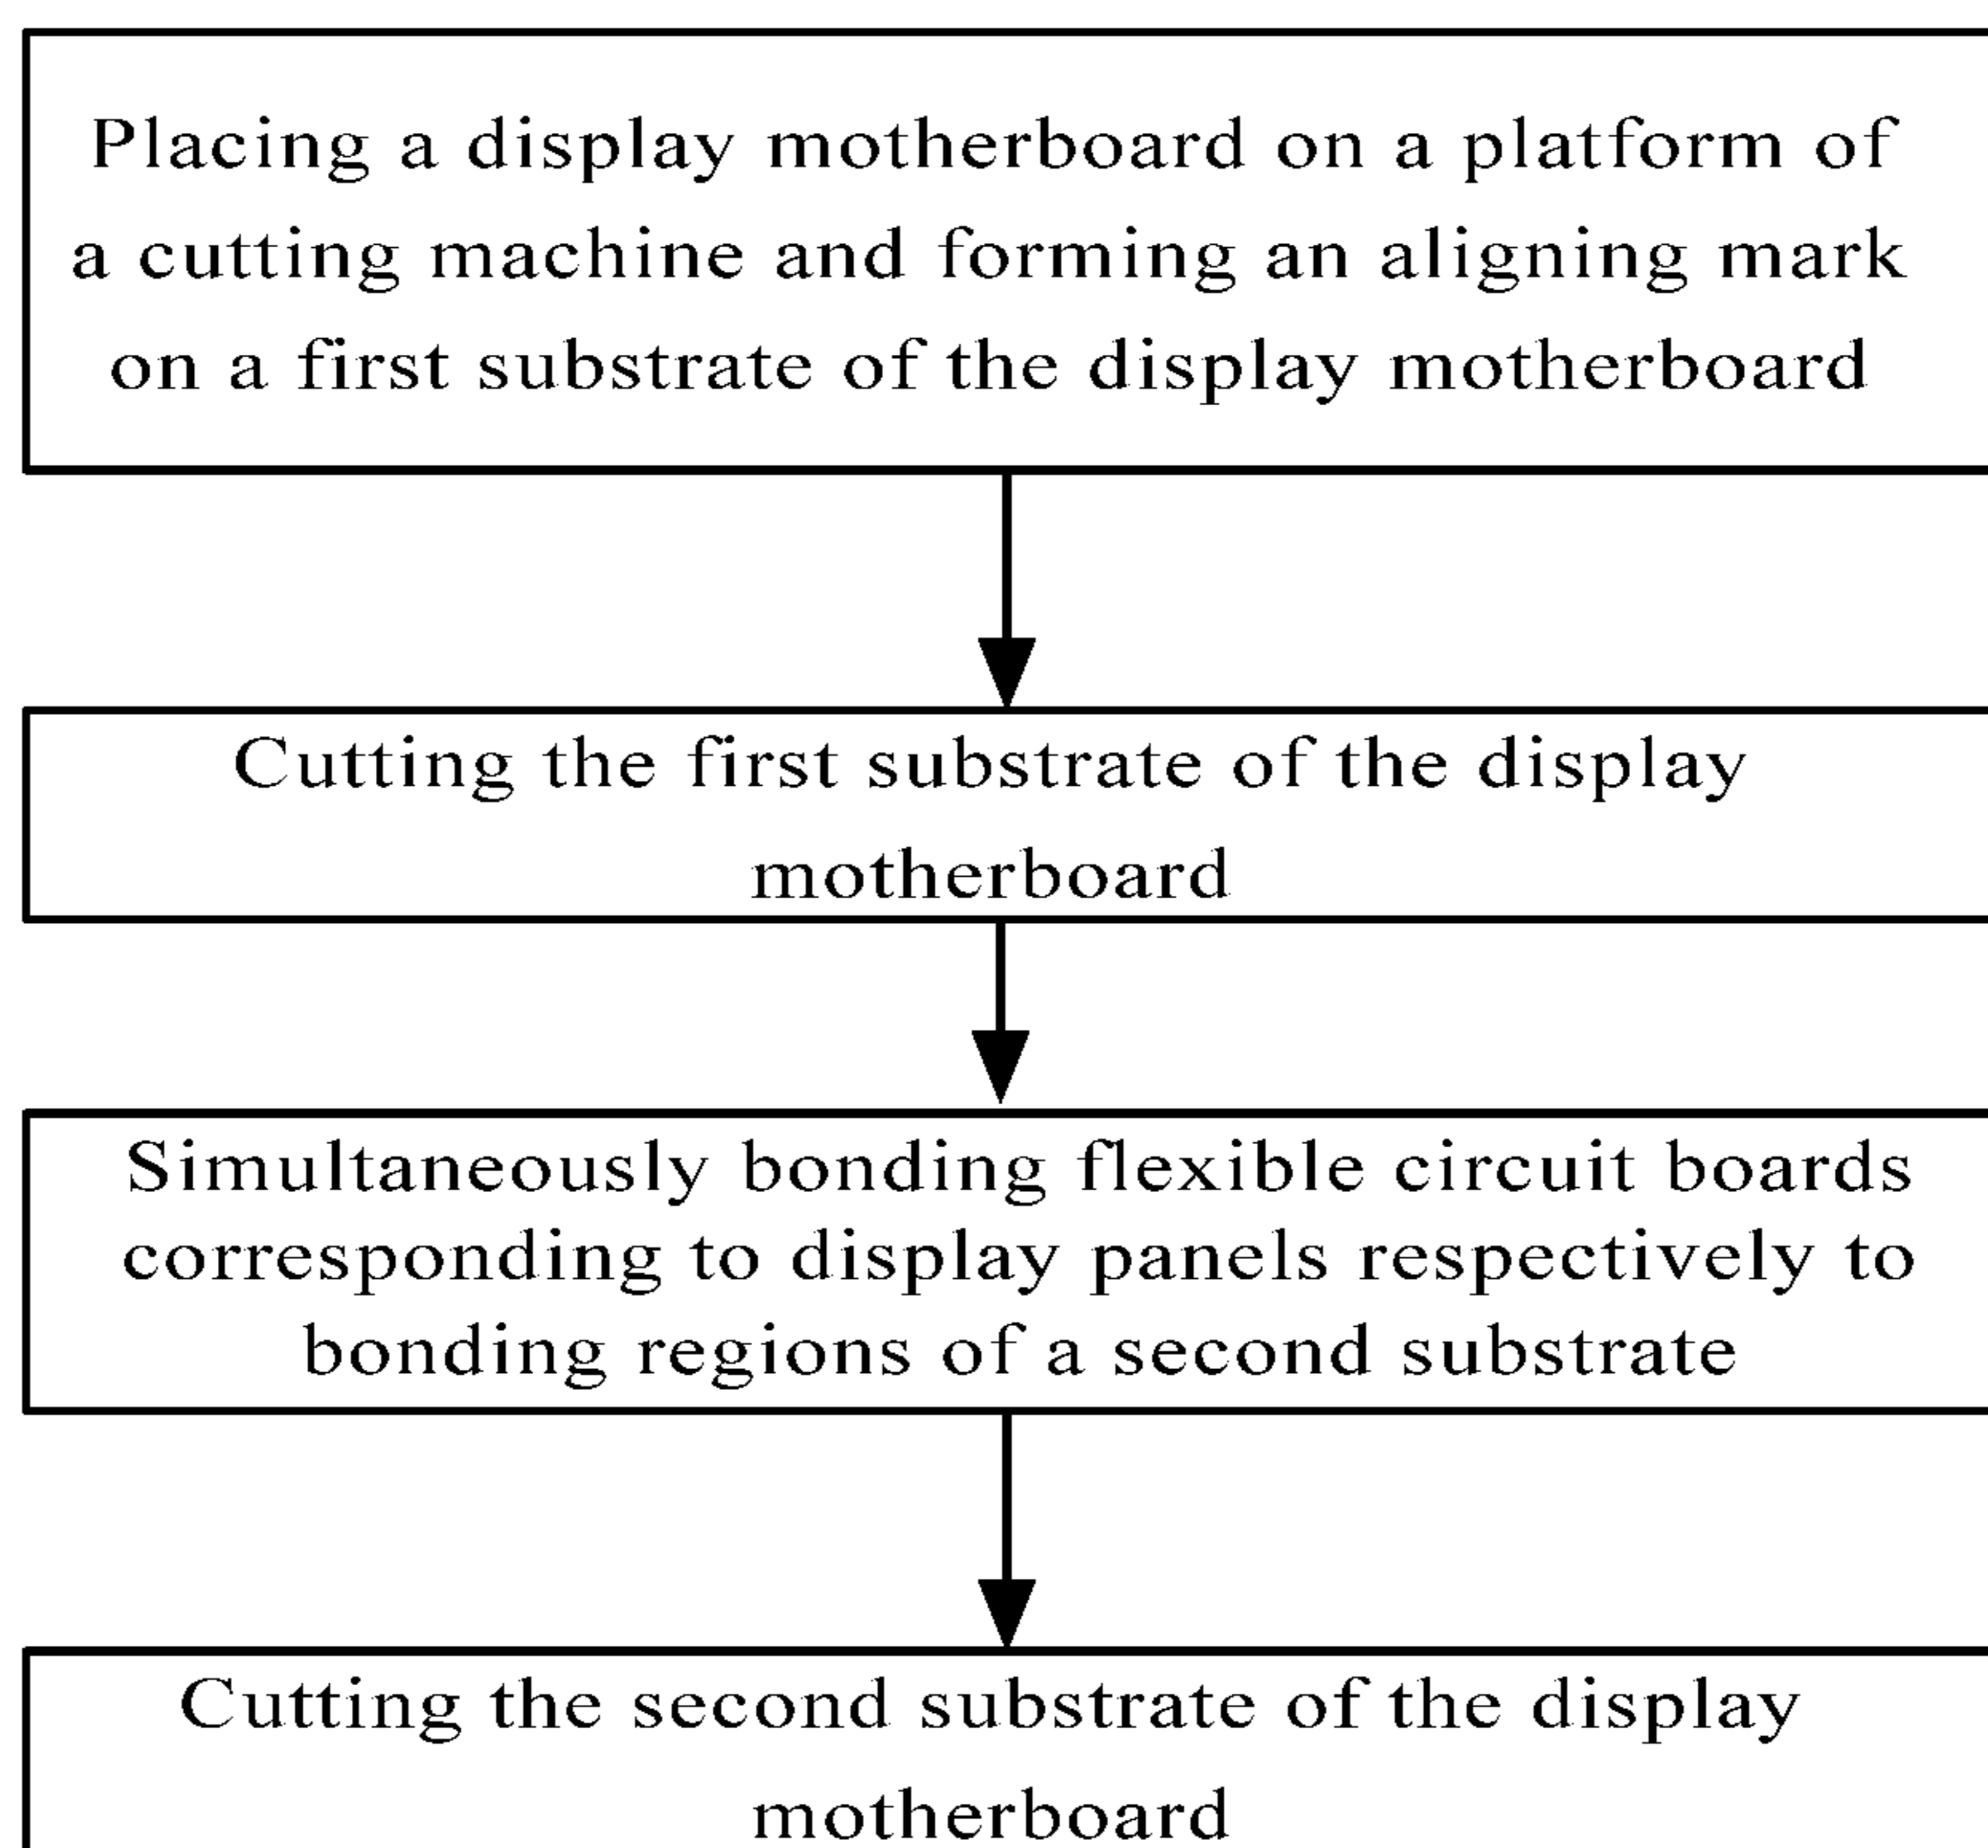 Placing a display motherboard on a platform of
a cutting machine and forming an aligning mark
on a first substrate of the display motherboard
Cutting the first substrate of the display
motherboard
Simultaneously bonding flexible circuit boards
corresponding to display panels respectively to
bonding regions of a second substrate
Cutting the second substrate of the display
motherboard